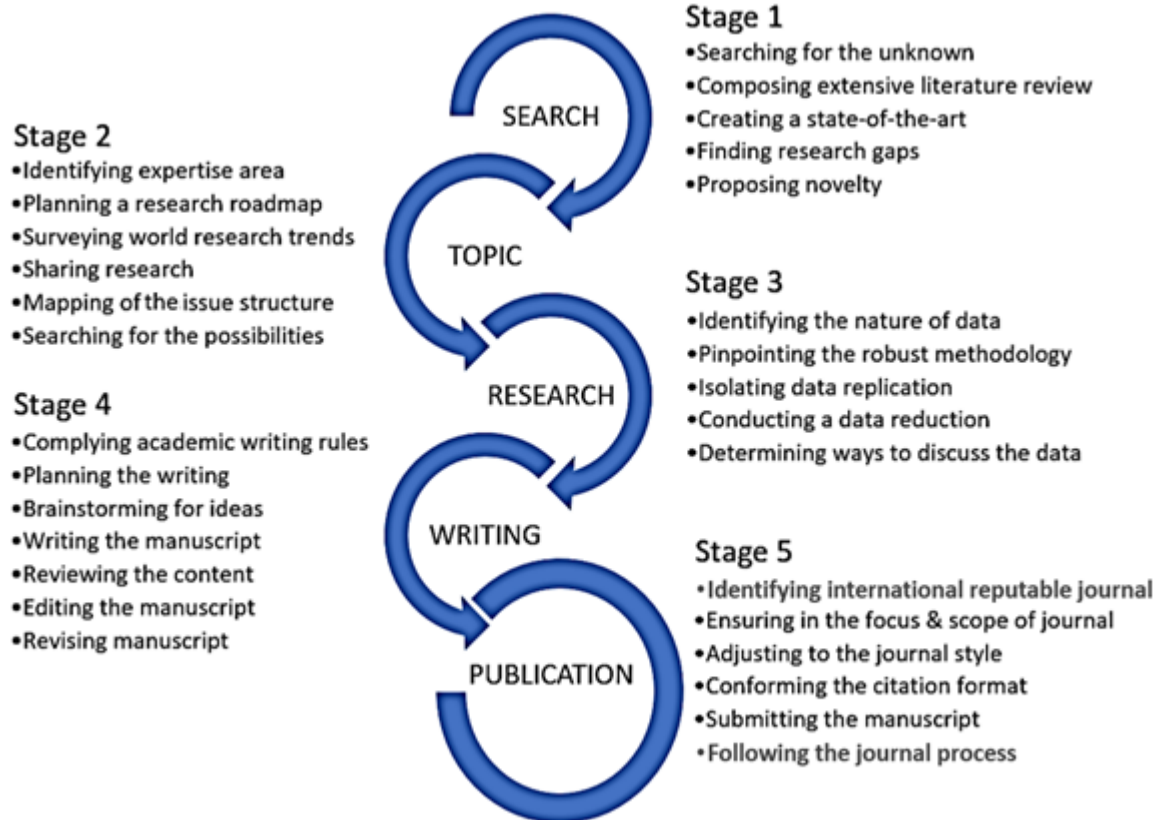 Stage 1
•Searching for the unknown
•Composing extensive literature review
•Creating a state-of-the-art
•Finding research gaps
•Proposing novelty
SEARCH
Stage 2
•Identifying expertise area
•Planning a research roadmap
•Surveying world research trends
•Sharing research
•Mapping of the issue structure
•Searching for the possibilities
TOPIC
Stage 3
•Identifying the nature of data
•Pinpointing the robust methodology
•Isolating data replication
•Conducting a data reduction
•Determining ways to discuss the data
RESEARCH
Stage 4
•Complying academic writing rules
•Planning the writing
•Brainstorming for ideas
•Writing the manuscript
•Reviewing the content
•Editing the manuscript
•Revising manuscript
WRITING
Stage 5
•Identifying international reputable journal
•Ensuring in the focus & scope of journal
•Adjusting to the journal style
•Conforming the citation format
•Submitting the manuscript
•Following the journal process
PUBLICATION